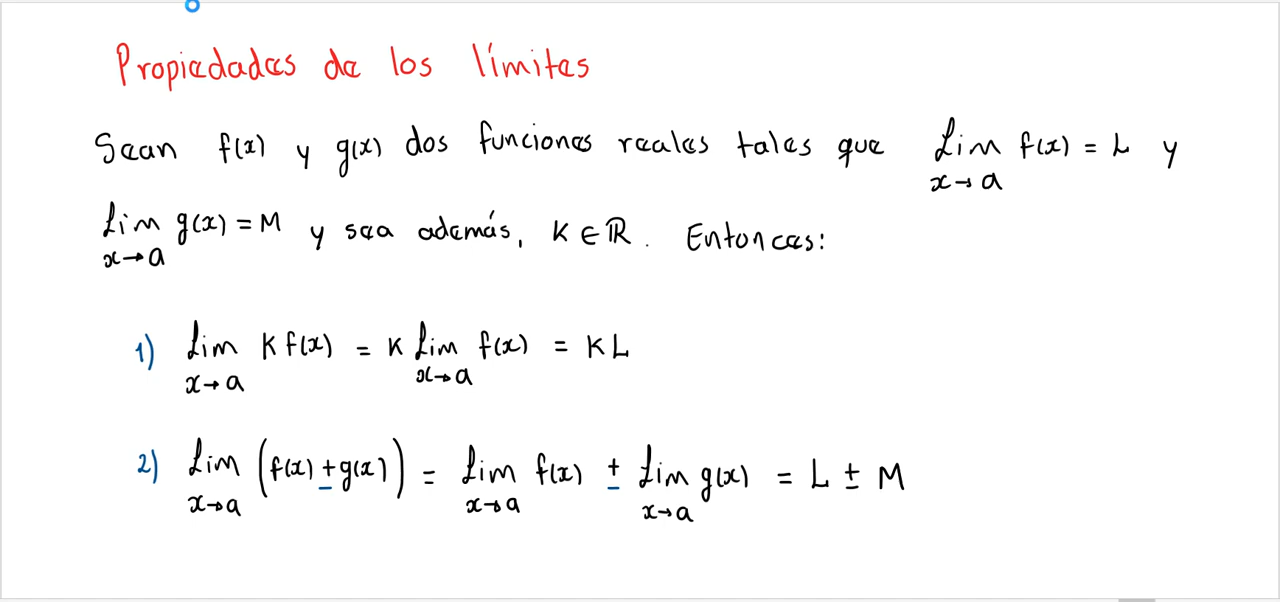 Propiedades de los límites
Sean f(x) y g(x) dos funciones reales tales que lim x→a f(x) = L y
lim x→a g(x) = M y sea además, K ∈ ℝ. Entonces:
1) lim x→a K f(x) = K lim x→a f(x) = K L
2) lim x→a (f(x) ± g(x)) = lim x→a f(x) ± lim x→a g(x) = L ± M